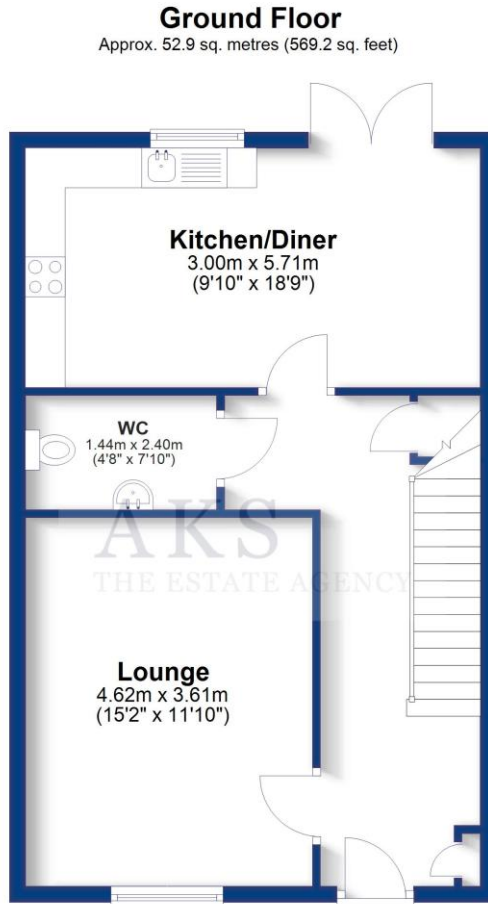 Ground Floor
Approx. 52.9 sq. metres (569.2 sq. feet)
Kitchen/Diner
3.00m x 5.71m
(9'10" x 18'9")
WC
1.44m x 2.40m
(4'8" x 7'10")
AKS
THE ESTATE AGENCY
Lounge
4.62m x 3.61m
(15'2" x 11'10")